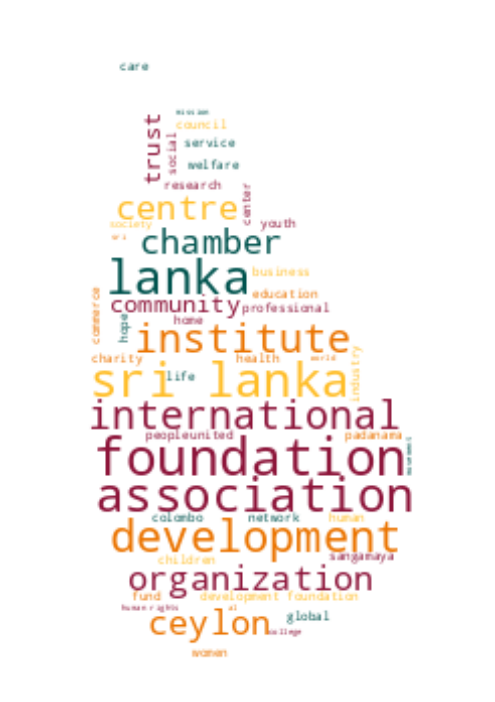 care
mission
trust
council
social
service
welfare
research
center
centre
society
youth
sri
chamber
lanka
business
commerce
education
community
professional
hope
home
institute
charity
health
world
industry
sri lanka
life
international
peopleunited
padanama
foundation
association
colombo
network
human
development
sangamaya
children
organization
fund
development foundation
human rights
al
ceylon
global
college
women